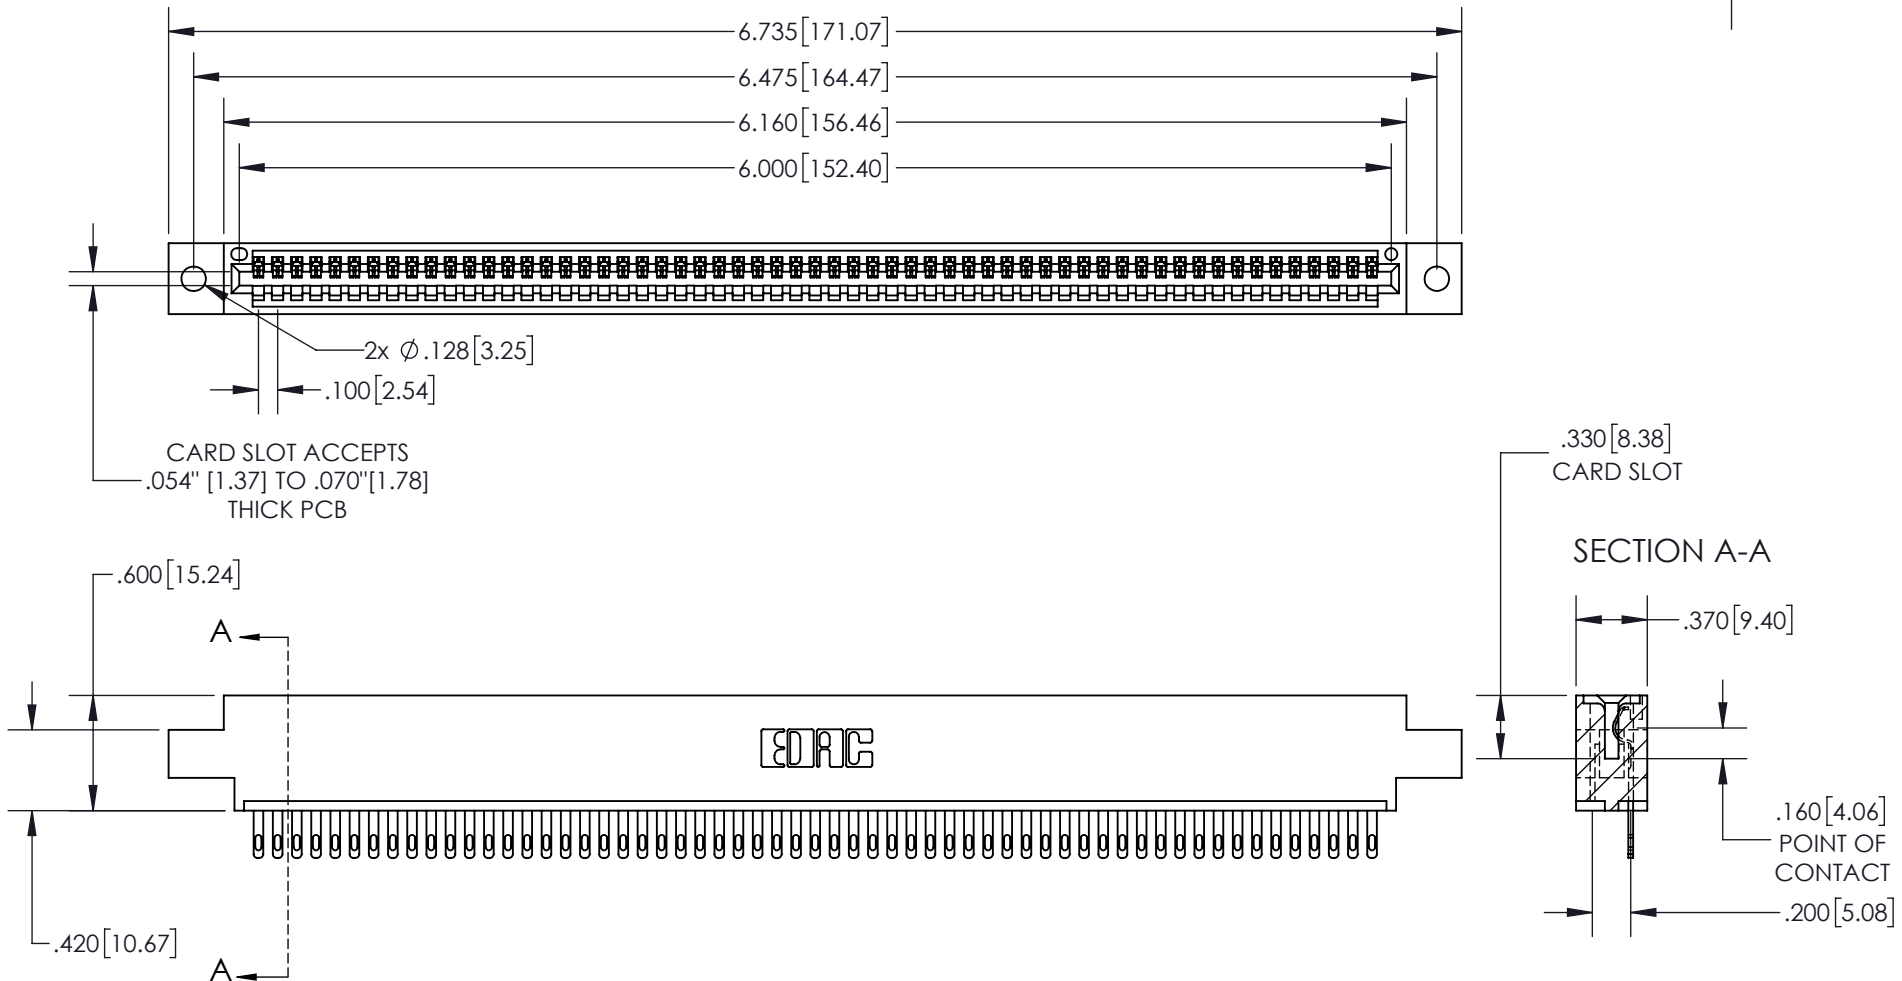 6.735[171.07]
6.475[164.47]
6.160[156.46]
6.000[152.40]
2x Ø.128[3.25]
.100[2.54]
CARD SLOT ACCEPTS
.054" [1.37] TO .070"[1.78]
THICK PCB
.330[8.38]
CARD SLOT
SECTION A-A
.600[15.24]
.370[9.40]
A
EDAC
.160[4.06]
POINT OF
CONTACT
.200[5.08]
.420[10.67]
A